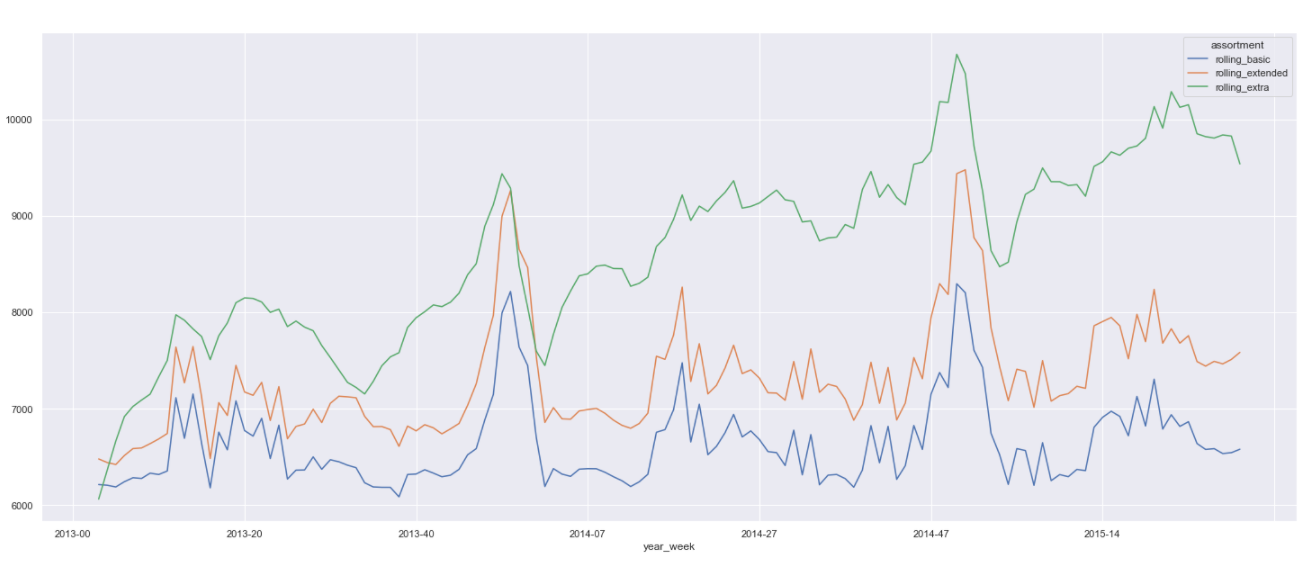 assortment
rolling_basic
rolling_extended
rolling_extra
10000
9000
8000
7000
6000
2013-00 2013-20 2013-40 2014-07 2014-27 2014-47 2015-14
year_week